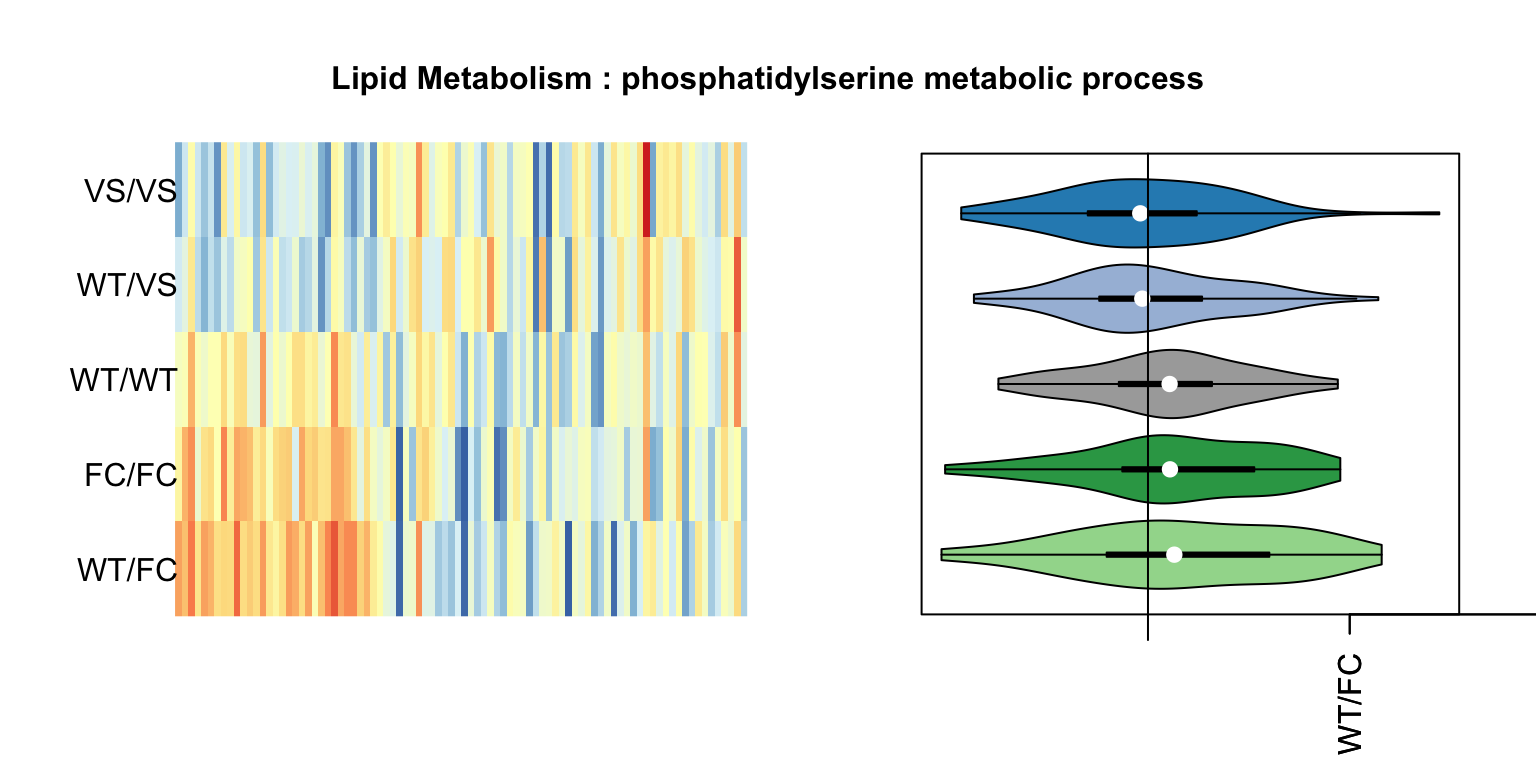 Lipid Metabolism : phosphatidylserine metabolic process
VS/VS
WT/VS
WT/WT
FC/FC
WT/FC
WT/FC